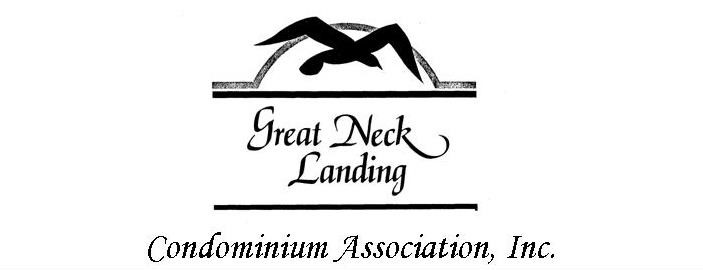 Great Neck
Landing
Condominium Association, Inc.